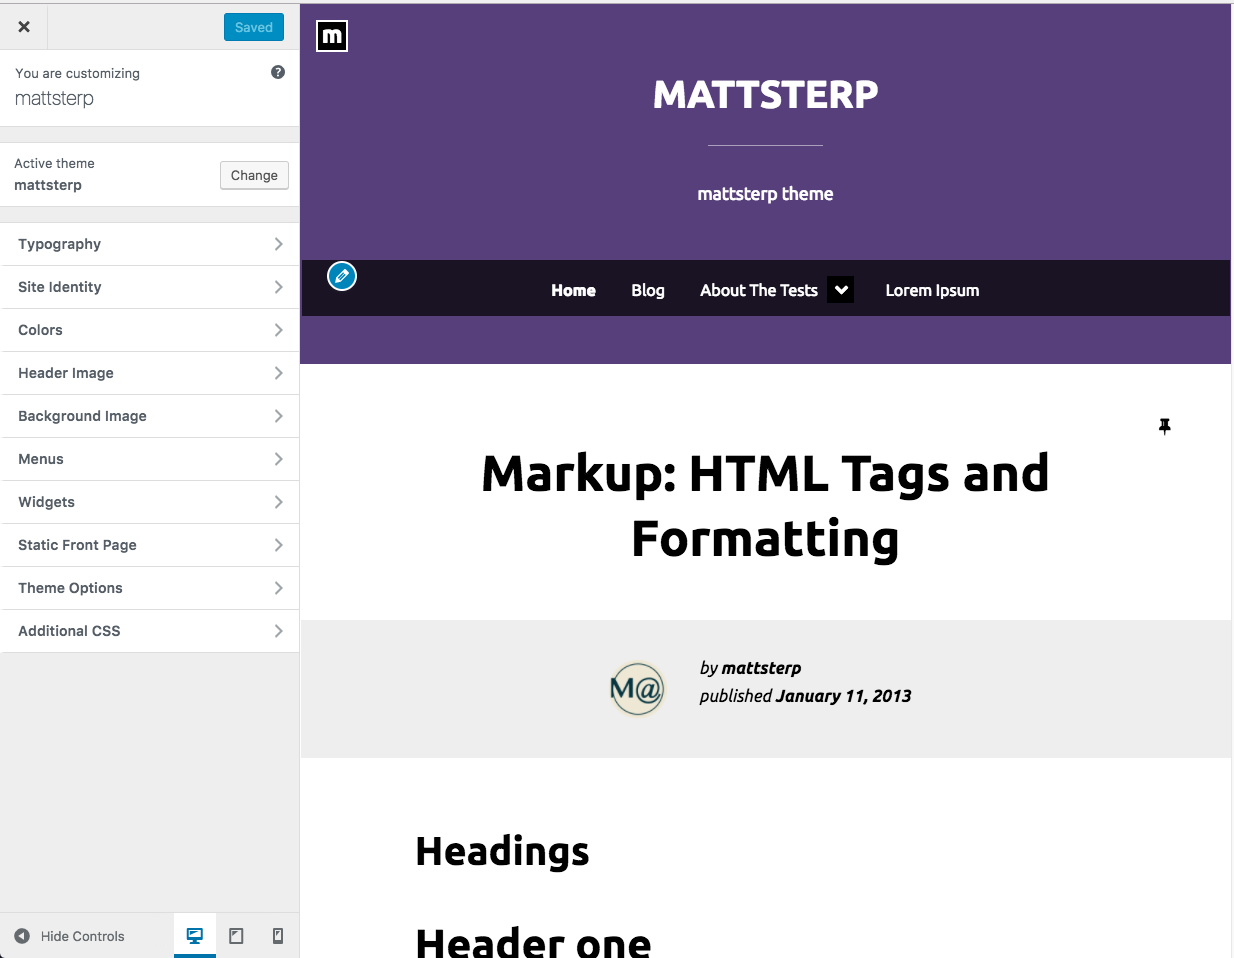 Saved
You are customizing
mattsterp
Active theme
mattsterp
Change
Typography
Site Identity
Colors
Header Image
Background Image
Menus
Widgets
Static Front Page
Theme Options
Additional CSS
Hide Controls
m
MATTSTERP
mattsterp theme
Home Blog About The Tests Lorem Ipsum
Markup: HTML Tags and
Formatting
M@
by mattsterp
published January 11, 2013
Headings
Header one